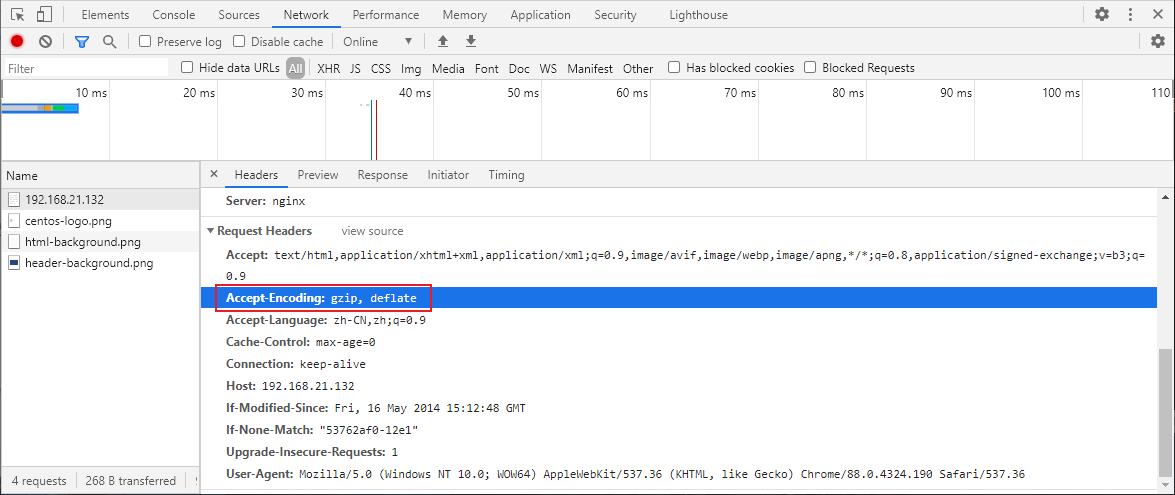 Elements Console Sources Network Performance Memory Application Security Lighthouse
Preserve log Disable cache Online
Filter Hide data URLs All XHR JS CSS Img Media Font Doc WS Manifest Other Has blocked cookies Blocked Requests
10 ms 20 ms 30 ms 40 ms 50 ms 60 ms 70 ms 80 ms 90 ms 100 ms 110
Name
192.168.21.132
centos-logo.png
html-background.png
header-background.png
4 requests 268 B transferred
Headers Preview Response Initiator Timing
Server: nginx
Request Headers view source
Accept: text/html,application/xhtml+xml,application/xml;q=0.9,image/avif,image/webp,image/apng,*/*;q=0.8,application/signed-exchange;v=b3;q=
0.9
Accept-Encoding: gzip, deflate
Accept-Language: zh-CN,zh;q=0.9
Cache-Control: max-age=0
Connection: keep-alive
Host: 192.168.21.132
If-Modified-Since: Fri, 16 May 2014 15:12:48 GMT
If-None-Match: "53762af0-12e1"
Upgrade-Insecure-Requests: 1
User-Agent: Mozilla/5.0 (Windows NT 10.0; WOW64) AppleWebKit/537.36 (KHTML, like Gecko) Chrome/88.0.4324.190 Safari/537.36